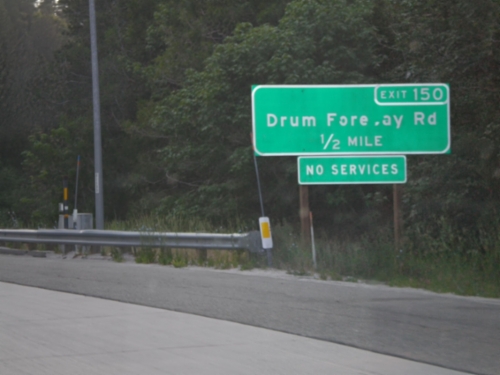 EXIT 150
Drum Rd
1/2 MILE
NO SERVICES